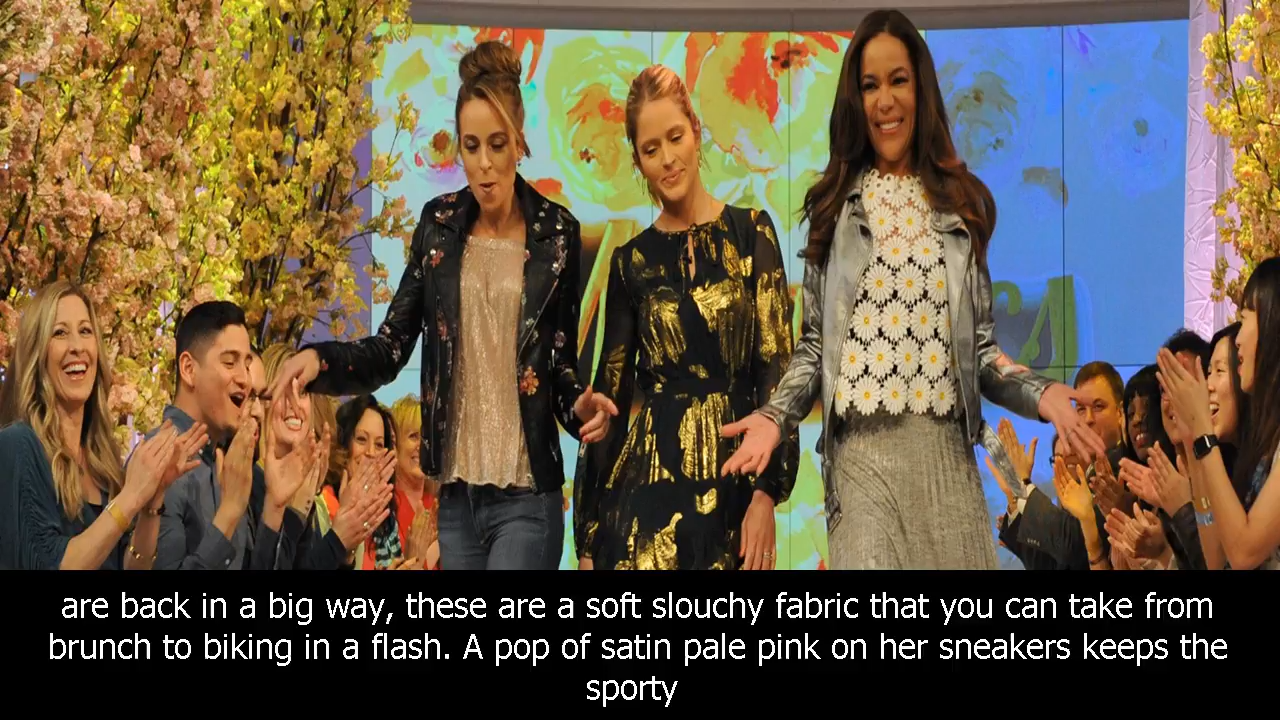 are back in a big way, these are a soft slouchy fabric that you can take from
brunch to biking in a flash. A pop of satin pale pink on her sneakers keeps the
sporty